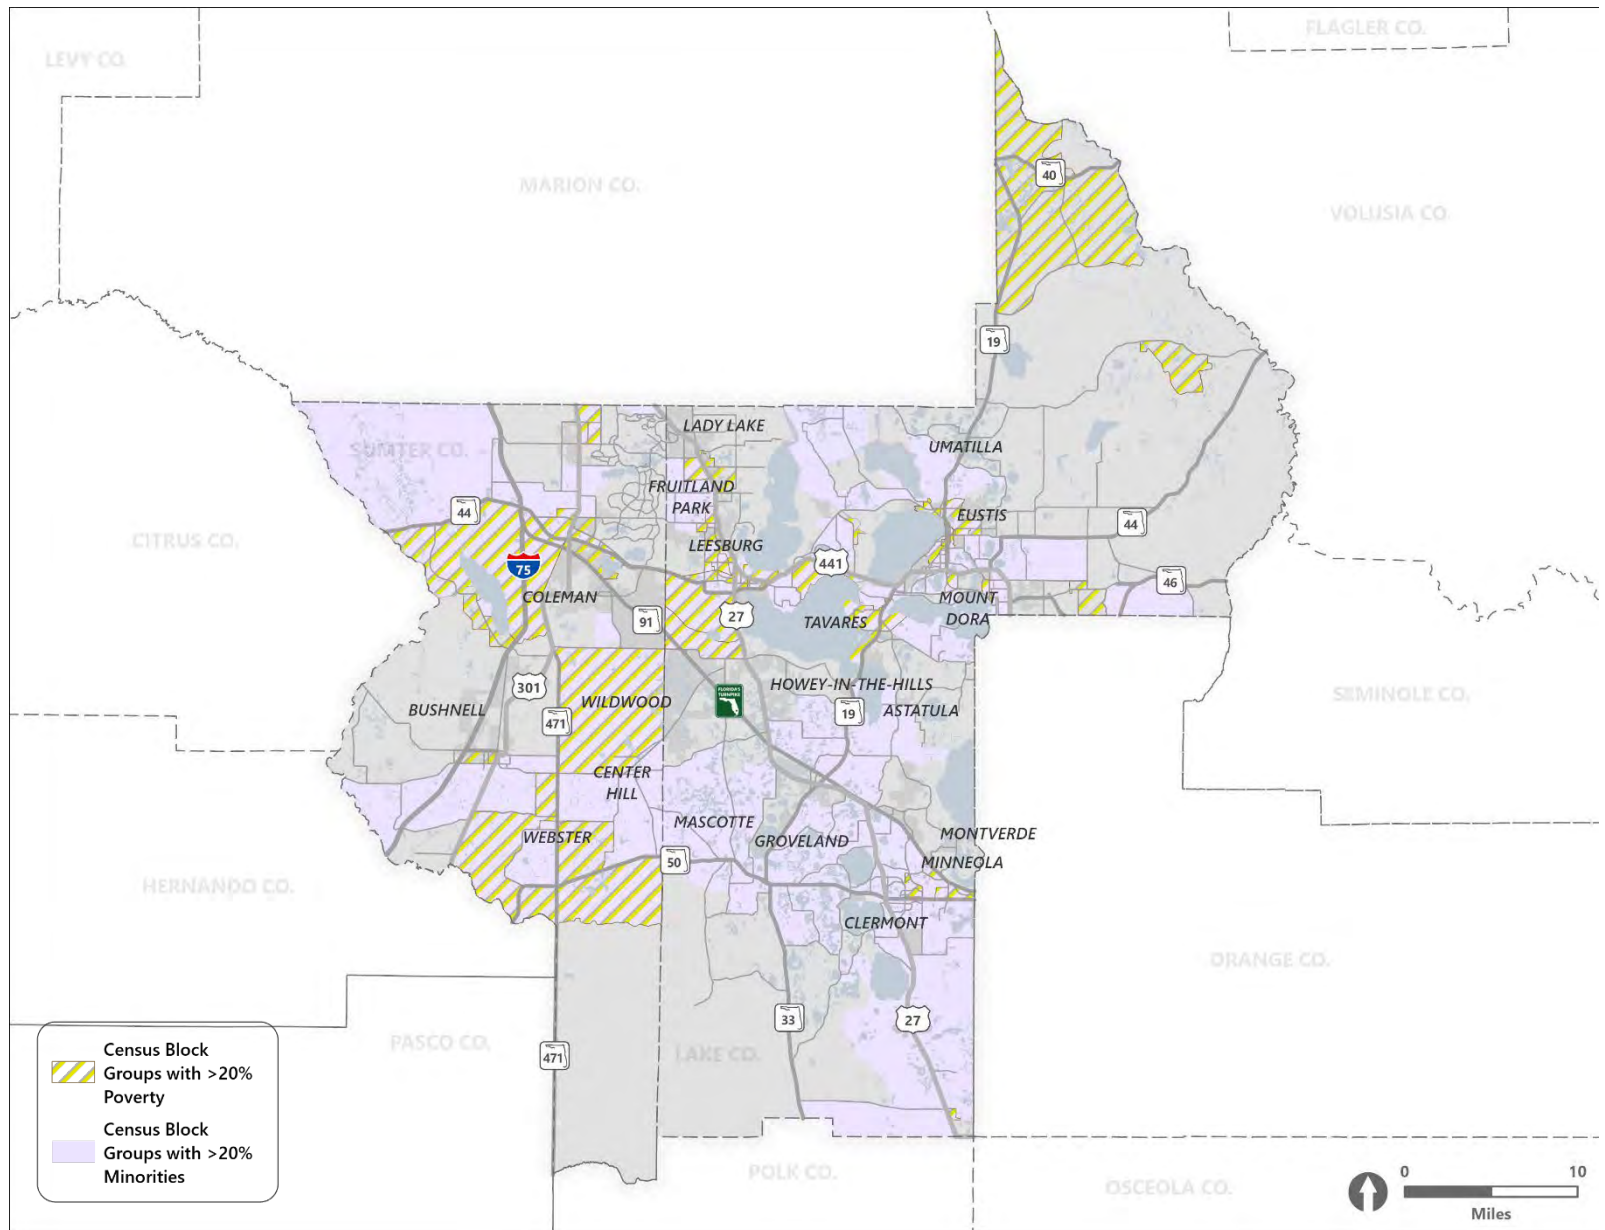 FLAGLER CO.
LEVY CO.
MARION CO.
40
VOLUSIA CO.
19
LADY LAKE
UMATILLA
SUMTER CO.
FRUITLAND
PARK
44
EUSTIS
44
CITRUS CO.
LEESBURG
441
75
46
COLEMAN
MOUNT
DORA
91
27
TAVARES
301
HOWEY-IN-THE-HILLS
SEMINOLE CO.
WILDWOOD
FLORIDA'S
TURNPIKE
BUSHNELL
471
19
ASTATULA
CENTER
HILL
MASCOTTE
WEBSTER
GROVELAND
MONTVERDE
MINNEOLA
50
HERNANDO CO.
CLERMONT
ORANGE CO.
33
27
PASCO CO.
471
LAKE CO.
POLK CO.
OSCEOLA CO.
Census Block
Groups with >20%
Poverty
Census Block
Groups with >20%
Minorities
0 10
Miles